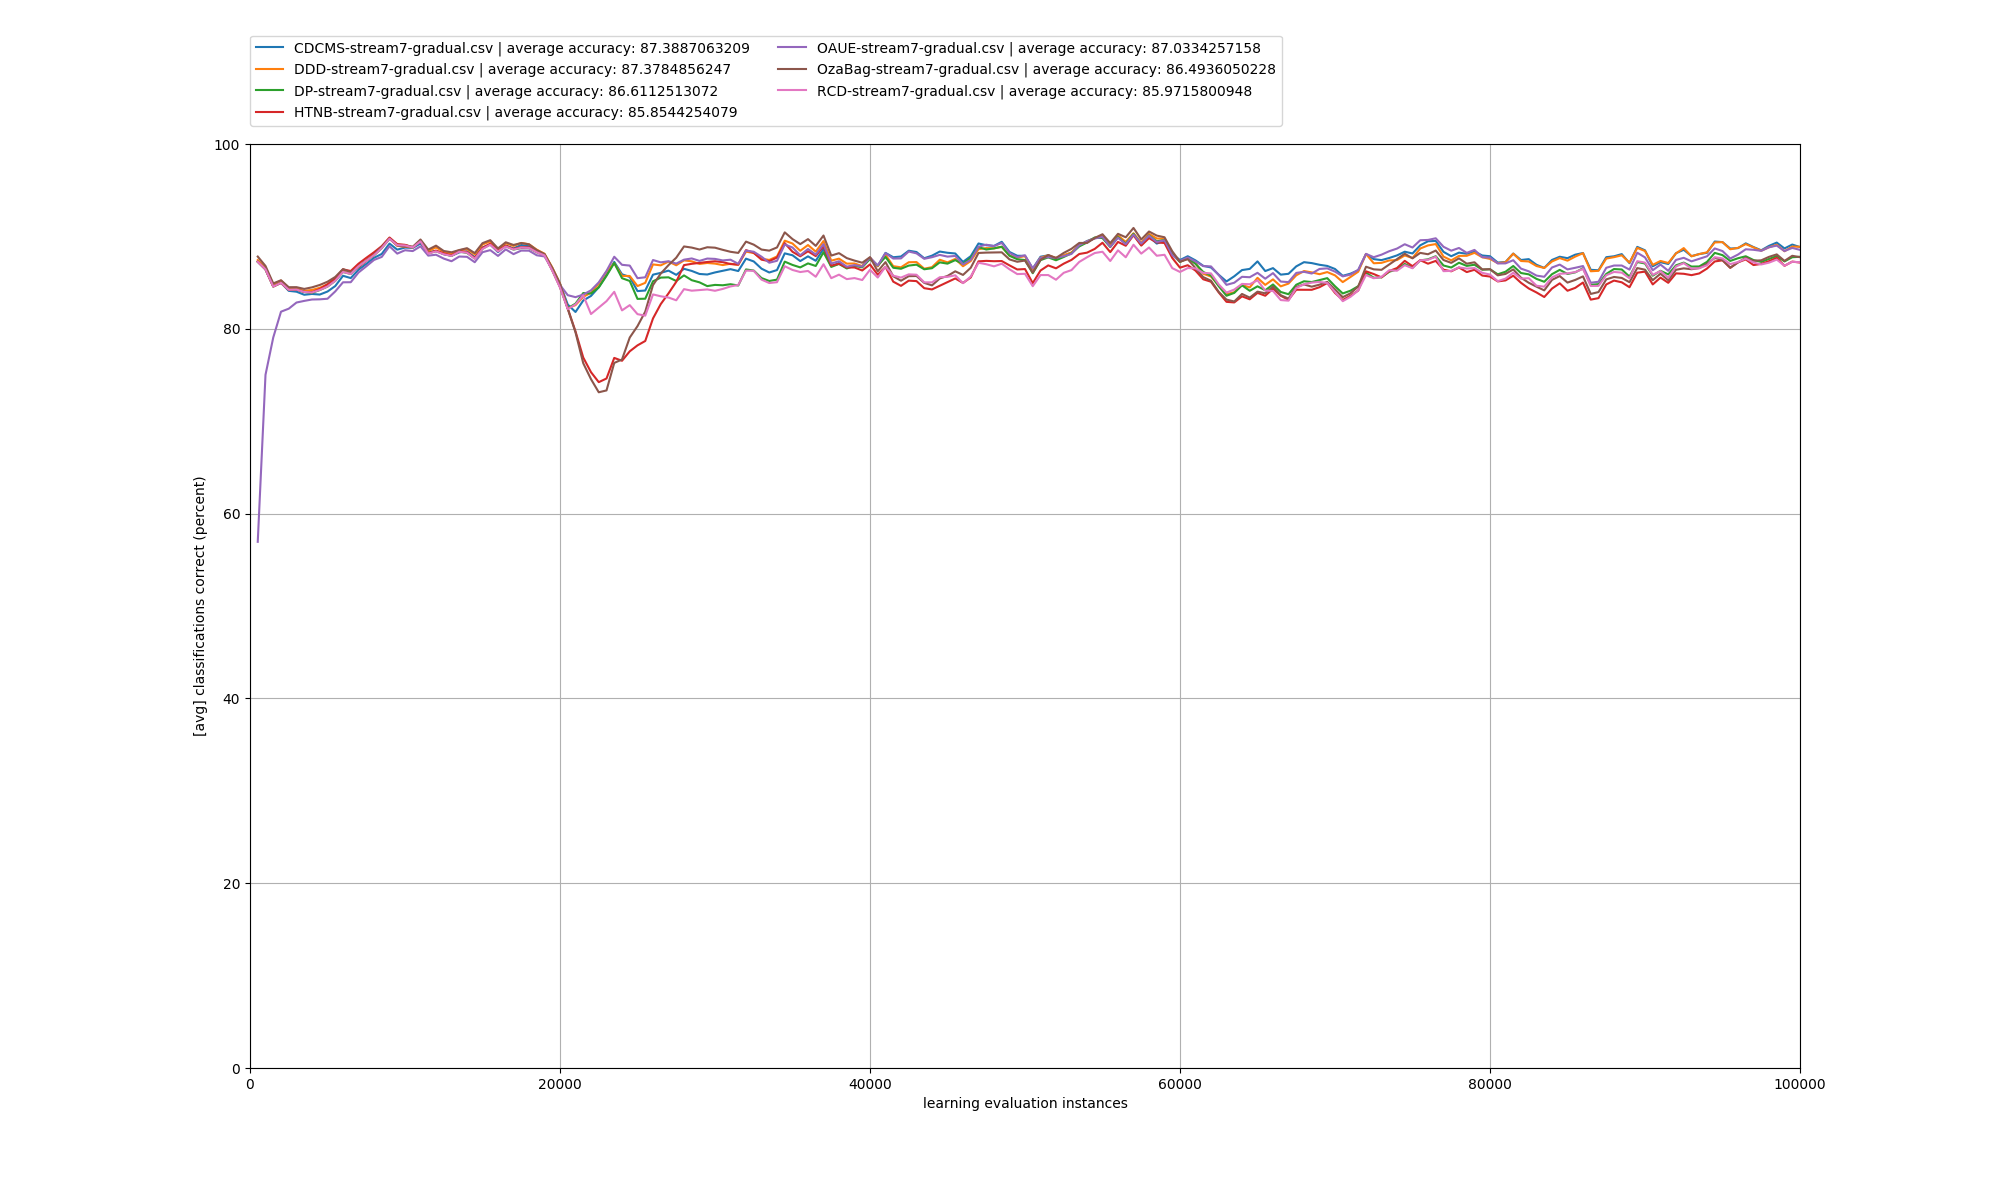 CDCMS-stream7-gradual.csv | average accuracy: 87.3887063209
DDD-stream7-gradual.csv | average accuracy: 87.3784856247
DP-stream7-gradual.csv | average accuracy: 86.6112513072
HTNB-stream7-gradual.csv | average accuracy: 85.8544254079
OAUE-stream7-gradual.csv | average accuracy: 87.0334257158
OzaBag-stream7-gradual.csv | average accuracy: 86.4936050228
RCD-stream7-gradual.csv | average accuracy: 85.9715800948
100
80
60
40
20
0
[avg] classifications correct (percent)
0 20000 40000 60000 80000 100000
learning evaluation instances